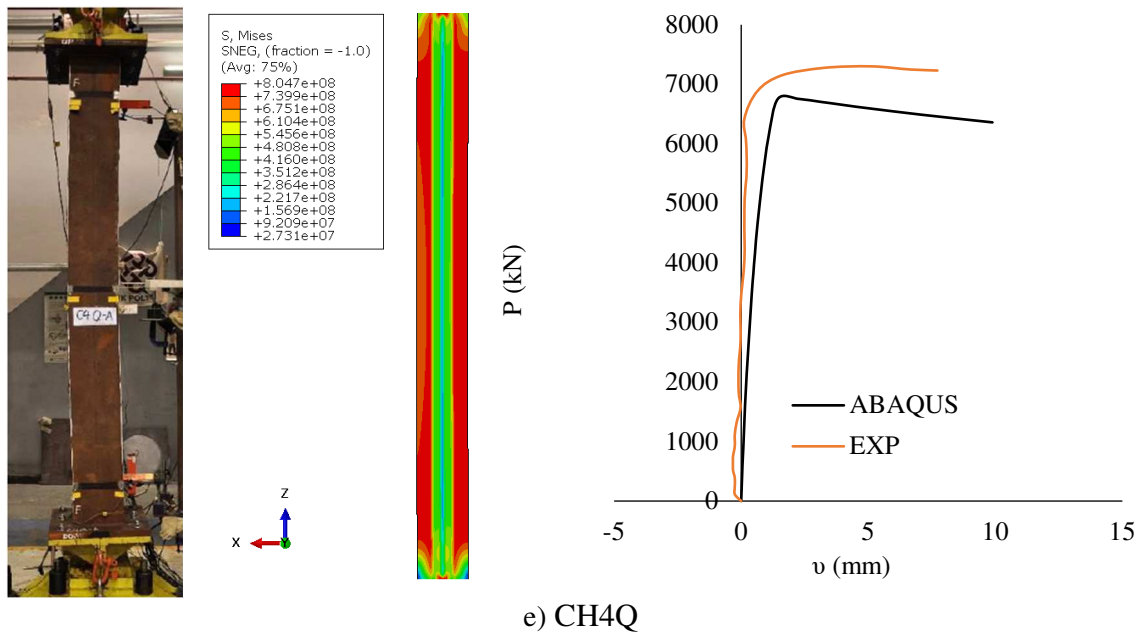 F
C4 Q-A
F
S, Mises
SNEG, (fraction = -1.0)
(Avg: 75%)
+8.047e+08
+7.399e+08
+6.751e+08
+6.104e+08
+5.456e+08
+4.808e+08
+4.160e+08
+3.512e+08
+2.864e+08
+2.217e+08
+1.569e+08
+9.209e+07
+2.731e+07
Z
X
Y
P (kN)
8000
7000
6000
5000
4000
3000
2000
1000
0
ABAQUS
EXP
-5
0
5
10
15
υ (mm)
e) CH4Q